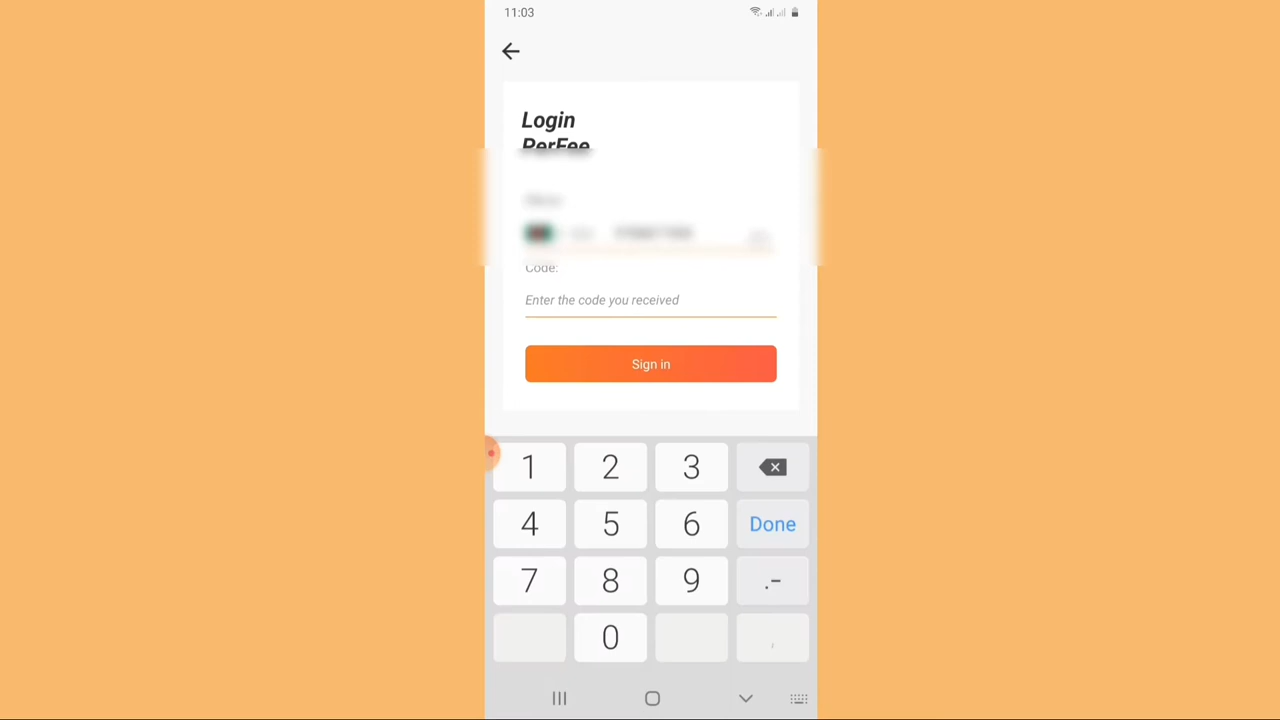 11:03
Login
PerFee
Code:
Enter the code you received
Sign in
1 2 3
4 5 6 Done
7 8 9 .-
0 ,